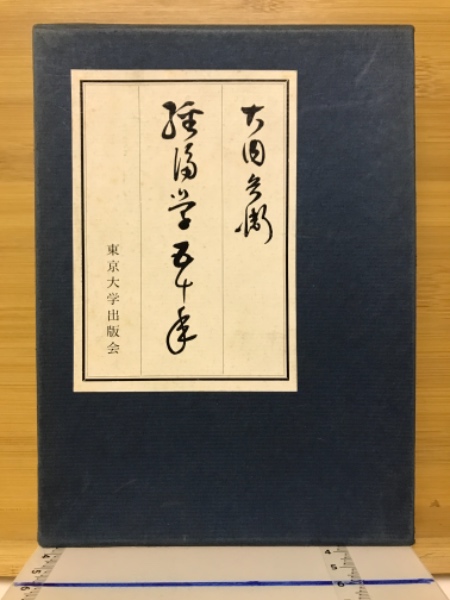 大内兵衛
経済学五十年
東京大学出版会